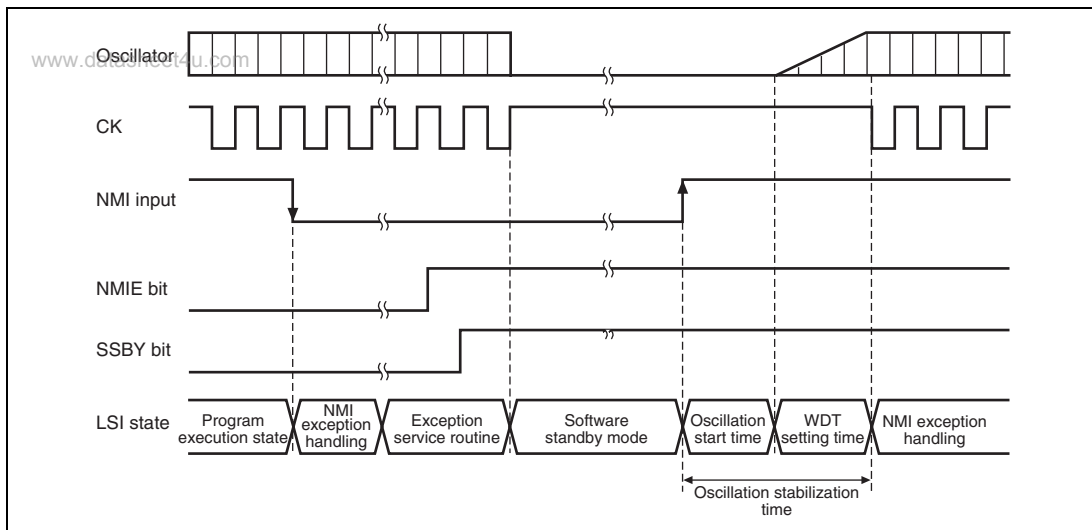 Oscillator
www.datasheet4u.com
CK
NMI input
NMIE bit
SSBY bit
LSI state
Program
execution state
NMI
exception
handling
Exception
service routine
Software
standby mode
Oscillation
start time
WDT
setting time
NMI exception
handling
Oscillation stabilization
time